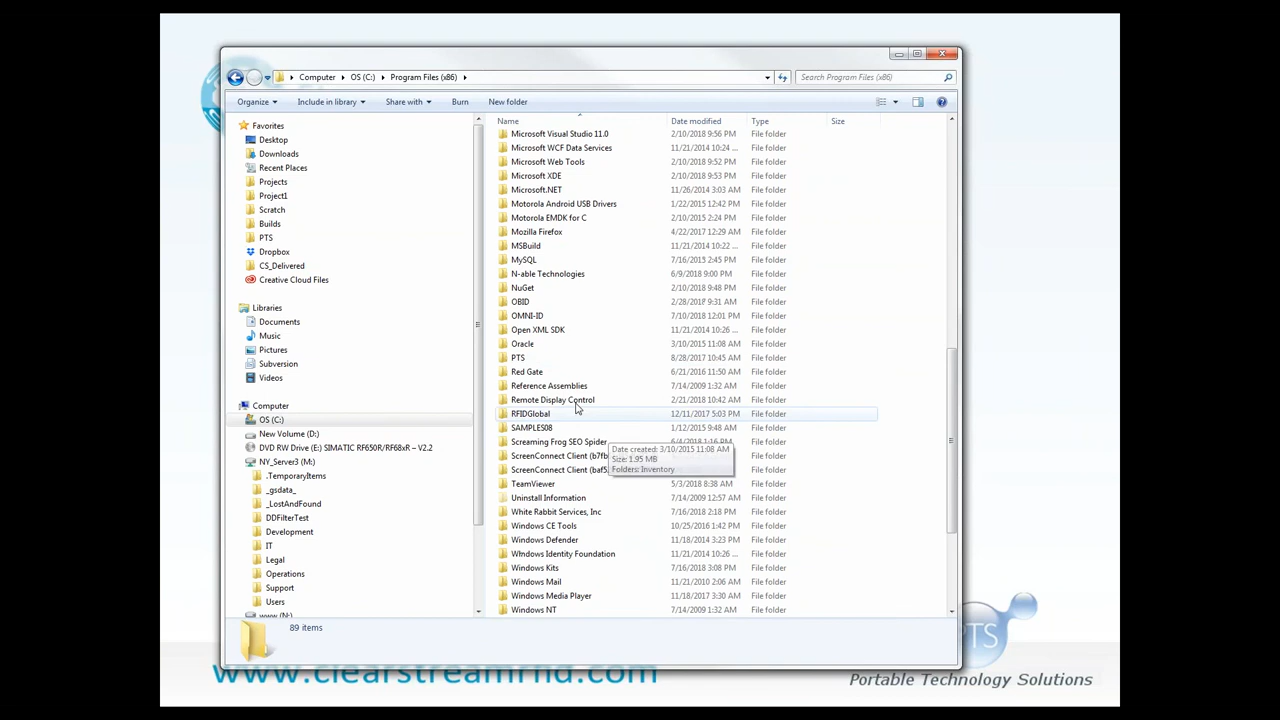 Computer OS (C:) Program Files (x86) Search Program Files (x86)
Organize Include in library Share with Burn New folder
Favorites
Desktop
Downloads
Recent Places
Projects
Project1
Scratch
Builds
PTS
Dropbox
CS_Delivered
Creative Cloud Files
Libraries
Documents
Music
Pictures
Subversion
Videos
Computer
OS (C:)
New Volume (D:)
DVD RW Drive (E:) SIMATIC RF650R/RF68xR – V2.2
NY_Server3 (M:)
.TemporaryItems
_gsdata_
_LostAndFound
DDFilterTest
Development
IT
Legal
Operations
Support
Users
www (N:)
Name Date modified Type Size
Microsoft Visual Studio 11.0 2/10/2018 9:56 PM File folder
Microsoft WCF Data Services 11/21/2014 10:24 ... File folder
Microsoft Web Tools 2/10/2018 9:52 PM File folder
Microsoft XDE 2/10/2018 9:53 PM File folder
Microsoft.NET 11/26/2014 3:03 AM File folder
Motorola Android USB Drivers 1/22/2015 12:42 PM File folder
Motorola EMDK for C 2/10/2015 2:24 PM File folder
Mozilla Firefox 4/22/2017 12:29 AM File folder
MSBuild 11/21/2014 10:22 ... File folder
MySQL 7/16/2015 2:45 PM File folder
N-able Technologies 6/9/2018 9:00 PM File folder
NuGet 2/10/2018 9:48 PM File folder
OBID 2/28/2018 9:31 AM File folder
OMNI-ID 7/10/2018 12:01 PM File folder
Open XML SDK 11/21/2014 10:26 ... File folder
Oracle 3/10/2015 11:08 AM File folder
PTS 8/28/2017 10:45 AM File folder
Red Gate 6/21/2016 11:50 AM File folder
Reference Assemblies 7/14/2009 1:32 AM File folder
Remote Display Control 2/21/2018 10:42 AM File folder
RFIDGlobal 12/11/2017 5:03 PM File folder
SAMPLES08 1/12/2015 9:48 AM File folder
Screaming Frog SEO Spider 6/4/2018 1:16 PM File folder
ScreenConnect Client (b7fb File folder
ScreenConnect Client (baf5 File folder
Date created: 3/10/2015 11:08 AM
Size: 1.95 MB
Folders: Inventory
TeamViewer 5/3/2018 8:38 AM File folder
Uninstall Information 7/14/2009 12:57 AM File folder
White Rabbit Services, Inc 7/16/2018 2:18 PM File folder
Windows CE Tools 10/25/2016 1:42 PM File folder
Windows Defender 11/18/2014 3:23 PM File folder
Windows Identity Foundation 11/21/2014 10:26 ... File folder
Windows Kits 7/16/2018 3:08 PM File folder
Windows Mail 11/21/2010 2:06 AM File folder
Windows Media Player 11/18/2017 3:30 AM File folder
Windows NT 7/14/2009 1:32 AM File folder
89 items
PTS
www.clearstreamrfid.com
Portable Technology Solutions